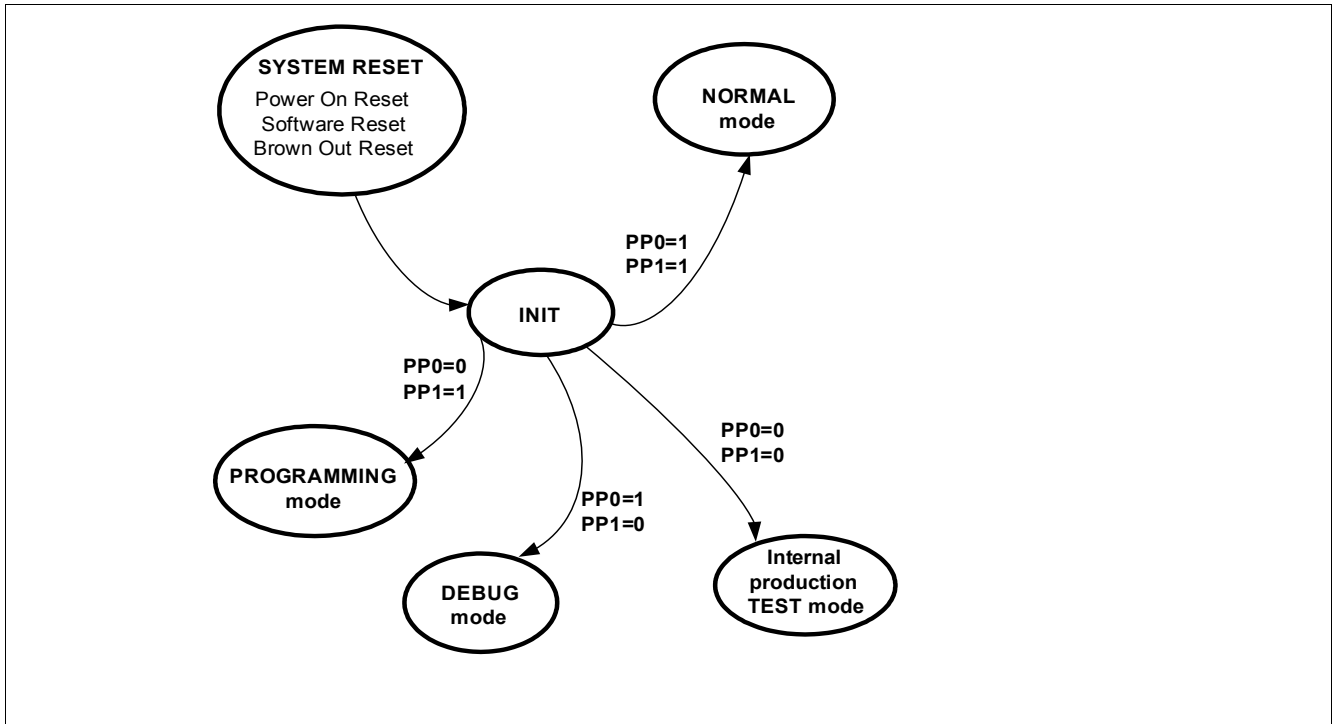 SYSTEM RESET
Power On Reset
Software Reset
Brown Out Reset
NORMAL
mode
PP0=1
PP1=1
INIT
PP0=0
PP1=1
PP0=0
PP1=0
PROGRAMMING
mode
PP0=1
PP1=0
Internal
production
TEST mode
DEBUG
mode